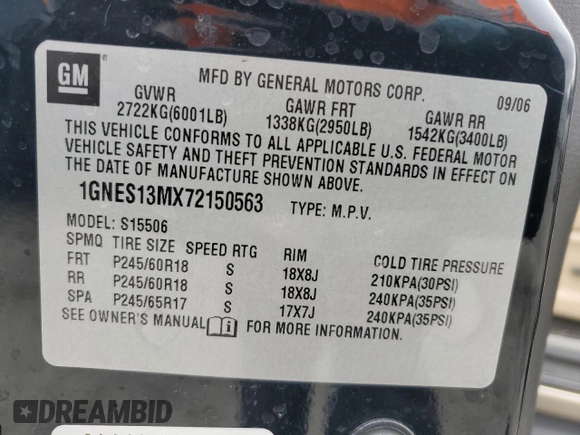 GM
MFD BY GENERAL MOTORS CORP.
09/06
GVWR GAWR FRT GAWR RR
2722KG(6001LB) 1338KG(2950LB) 1542KG(3400LB)
THIS VEHICLE CONFORMS TO ALL APPLICABLE U.S. FEDERAL MOTOR
VEHICLE SAFETY AND THEFT PREVENTION STANDARDS IN EFFECT ON
THE DATE OF MANUFACTURE SHOWN ABOVE.
1GNES13MX72150563 TYPE: M.P.V.
MODEL: S15506
SPMQ TIRE SIZE SPEED RTG RIM COLD TIRE PRESSURE
FRT P245/60R18 S 18X8J 210KPA(30PSI)
RR P245/60R18 S 18X8J 240KPA(35PSI)
SPA P245/65R17 S 17X7J 240KPA(35PSI)
SEE OWNER'S MANUAL FOR MORE INFORMATION.
DREAMBID